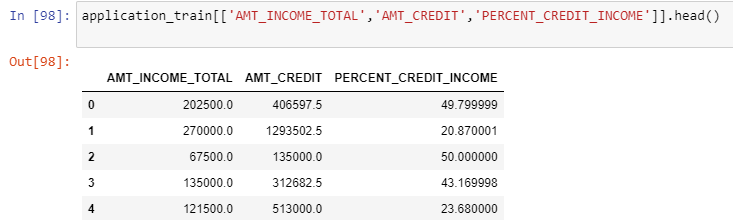 In [98]: application_train[['AMT_INCOME_TOTAL','AMT_CREDIT','PERCENT_CREDIT_INCOME']].head()
Out[98]:
AMT_INCOME_TOTAL AMT_CREDIT PERCENT_CREDIT_INCOME
0 202500.0 406597.5 49.799999
1 270000.0 1293502.5 20.870001
2 67500.0 135000.0 50.000000
3 135000.0 312682.5 43.169998
4 121500.0 513000.0 23.680000